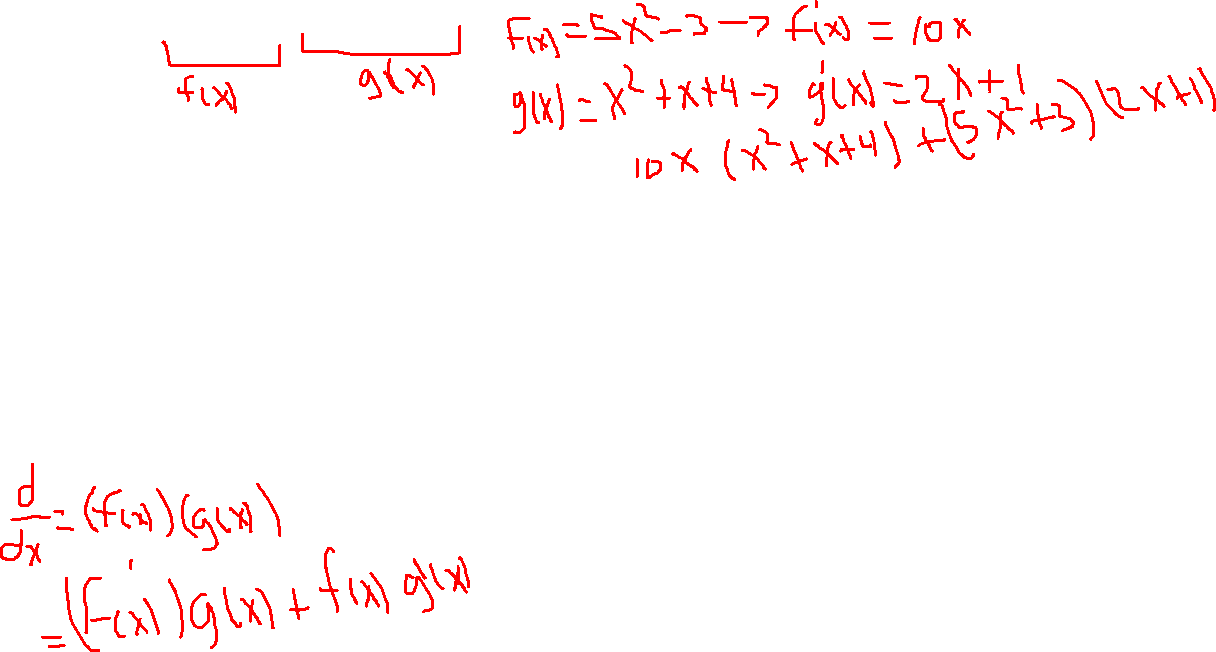 f(x) g(x)
f(x) = 5x² - 3 → f'(x) = 10x
g(x) = x² + x + 4 → g'(x) = 2x + 1
10x (x² + x + 4) + (5x² + 3)(2x + 1)
d/dx = (f(x))(g(x))
= (f'(x))g(x) + f(x) g'(x)